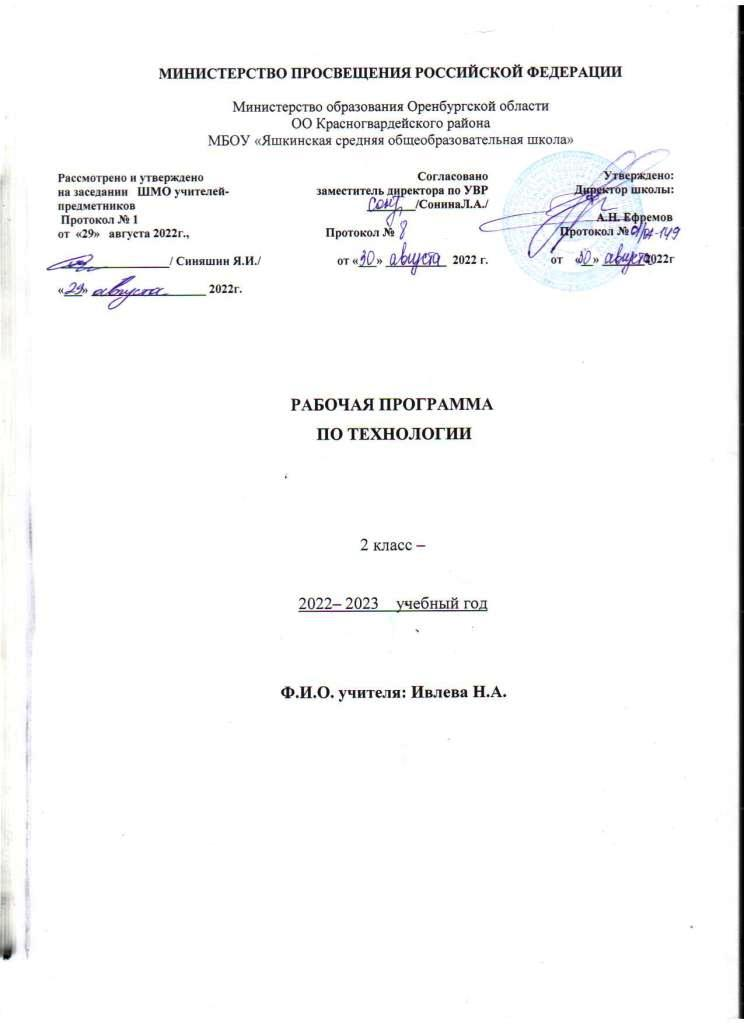 МИНИСТЕРСТВО ПРОСВЕЩЕНИЯ РОССИЙСКОЙ ФЕДЕРАЦИИ
Министерство образования Оренбургской области
ОО Красногвардейского района
МБОУ «Яшкинская средняя общеобразовательная школа»
Рассмотрено и утверждено
на заседании ШМО учителей-
предметников
Протокол № 1
от «29» августа 2022г.,
/ Синяшин Я.И./
«29» августа 2022г.
Согласовано
заместитель директора по УВР
/СонинаЛ.А./
Протокол № 8
от «30» августа 2022 г.
Утверждено:
Директор школы:
А.Н. Ефремов
Протокол №
от «30» августа 2022г
РАБОЧАЯ ПРОГРАММА
ПО ТЕХНОЛОГИИ
2 класс –
2022– 2023 учебный год
Ф.И.О. учителя: Ивлева Н.А.